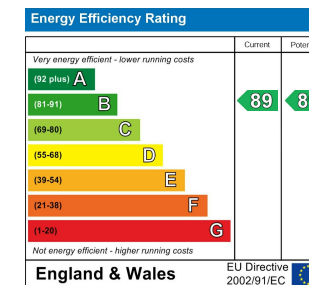 Energy Efficiency Rating
Current
Very energy efficient - lower running costs
(92 plus) A
(81-91) B
89
(69-80) C
(55-68) D
(39-54) E
(21-38) F
(1-20) G
Not energy efficient - higher running costs
England & Wales
EU Directive
2002/91/EC